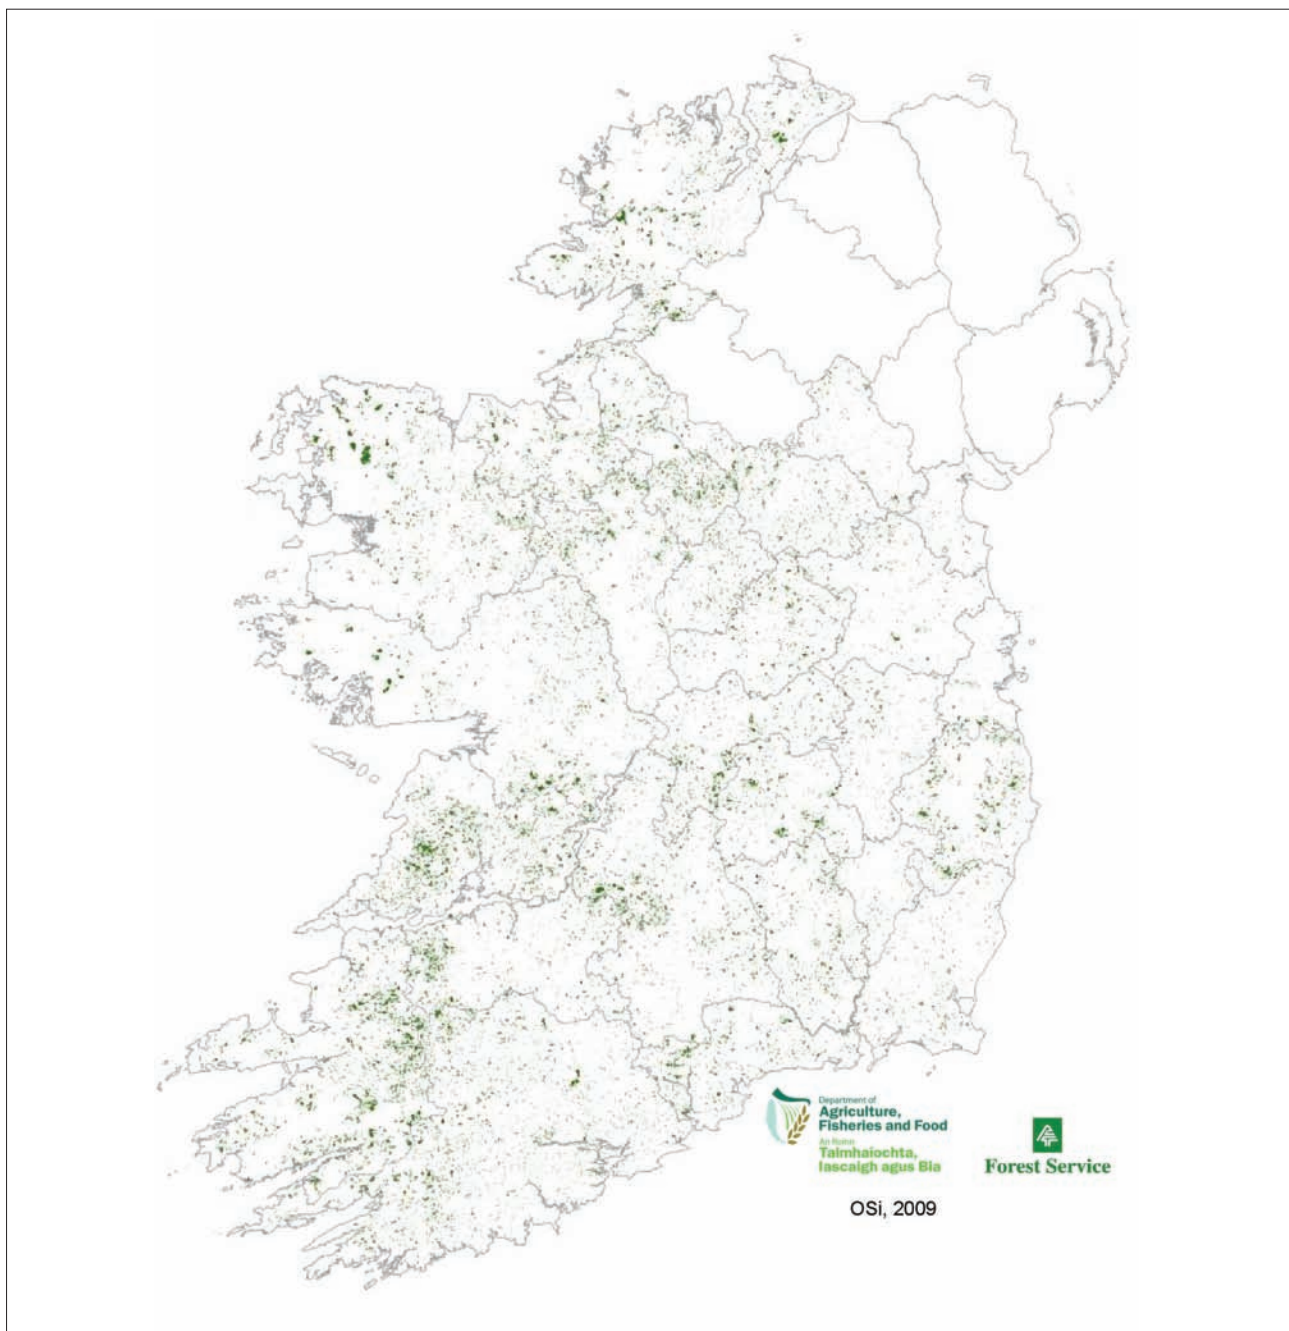 Department of
Agriculture,
Fisheries and Food
An Roinn
Talmhaíochta,
Iascaigh agus Bia
Forest Service
OSi, 2009